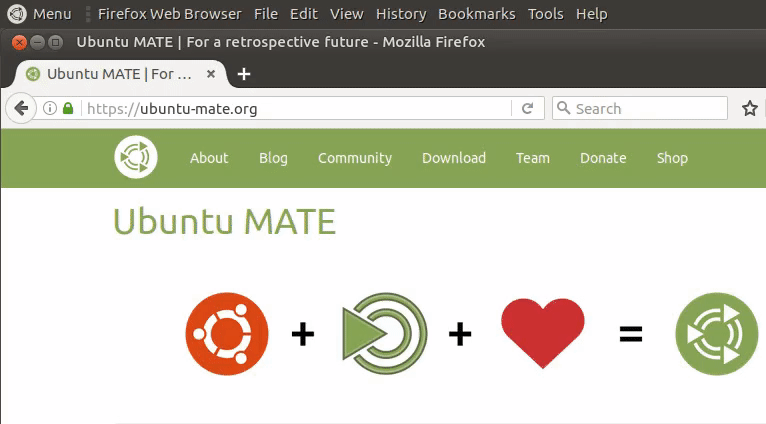 Menu Firefox Web Browser File Edit View History Bookmarks Tools Help
Ubuntu MATE | For a retrospective future - Mozilla Firefox
Ubuntu MATE | For ... × +
https://ubuntu-mate.org Search
About Blog Community Download Team Donate Shop
Ubuntu MATE
+ + =